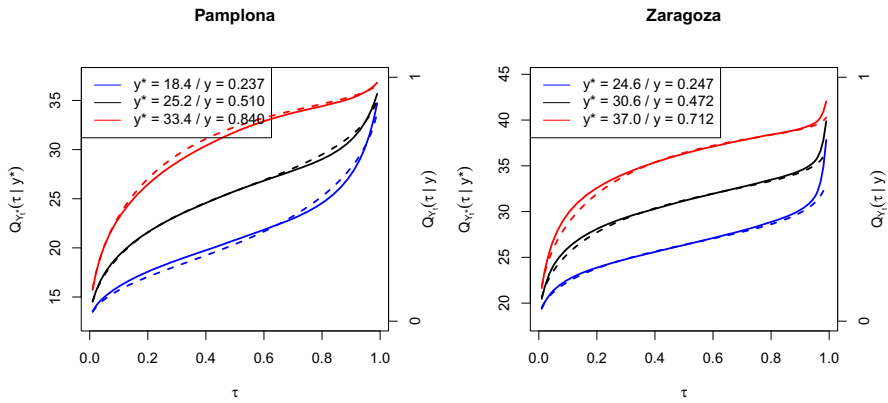 Pamplona
y* = 18.4 / y = 0.237
y* = 25.2 / y = 0.510
y* = 33.4 / y = 0.840
Q_{Y_t^*}(τ | y*)
15
20
25
30
35
0.0 0.2 0.4 0.6 0.8 1.0
τ
0
1
Q_{Y_t}(τ | y)
Zaragoza
y* = 24.6 / y = 0.247
y* = 30.6 / y = 0.472
y* = 37.0 / y = 0.712
Q_{Y_t^*}(τ | y*)
20
25
30
35
40
45
0.0 0.2 0.4 0.6 0.8 1.0
τ
0
1
Q_{Y_t}(τ | y)